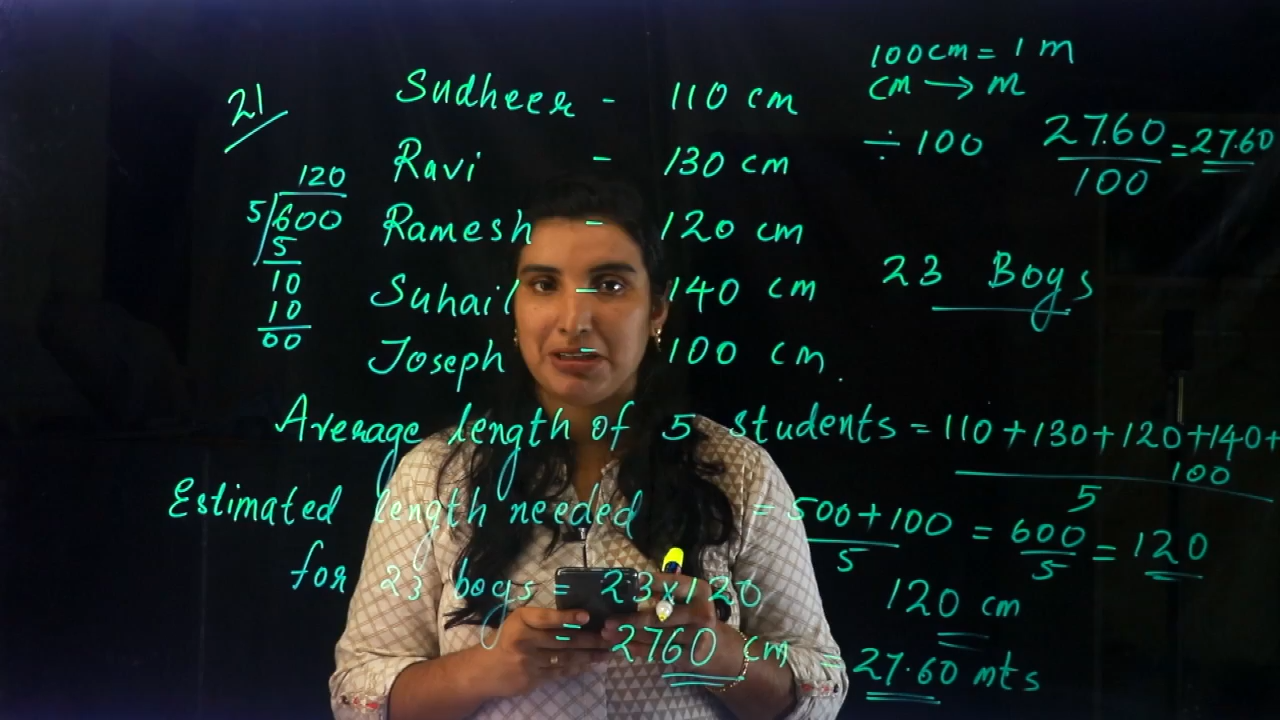 21
Sudheer - 110 cm
Ravi - 130 cm
Ramesh - 120 cm
Suhail - 140 cm
Joseph - 100 cm.
120
5)600
5
10
10
00
100cm = 1 m
cm → m
÷ 100
27.60/100 = 27.60
23 Boys
Average length of 5 students = 110+130+120+140+100/5
= 500+100/5 = 600/5 = 120
120 cm
Estimated length needed
for 23 boys = 23x120
= 2760 cm = 27.60 mts